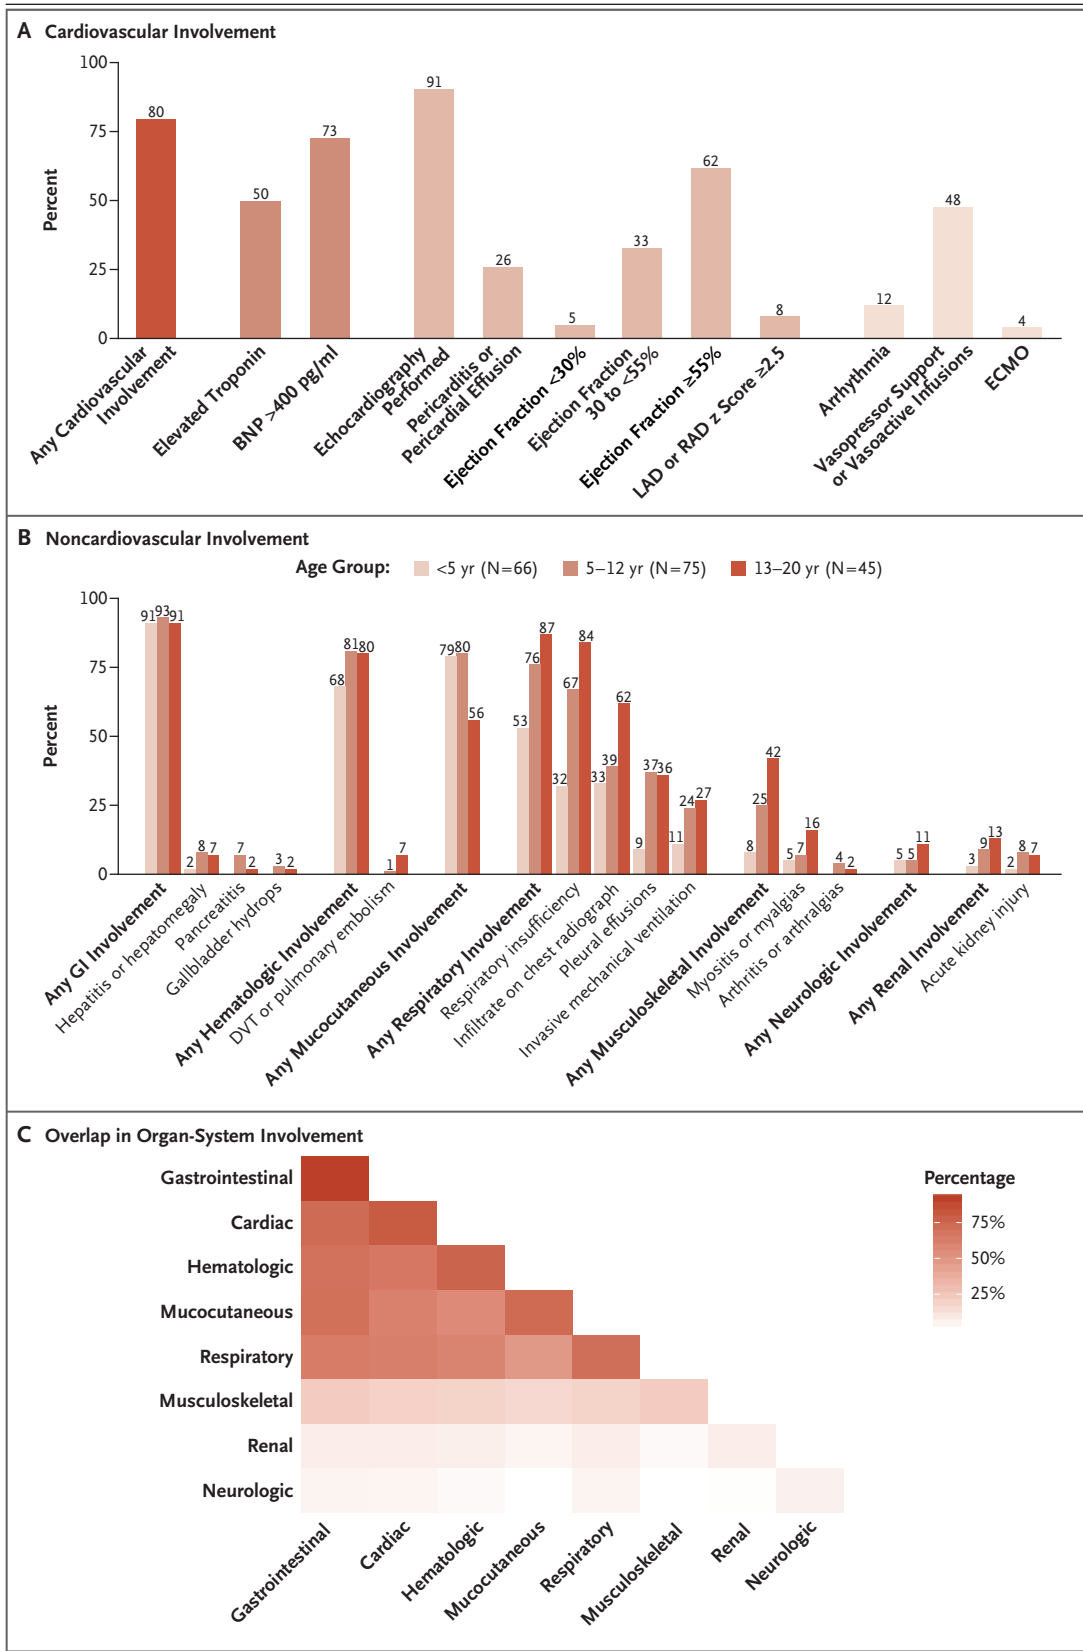 A Cardiovascular Involvement
100
75
50
25
0
Percent
80
50
73
91
26
5
33
62
8
12
48
4
Any Cardiovascular
Involvement
Elevated Troponin
BNP >400 pg/ml
Echocardiography
Performed
Pericarditis or
Pericardial Effusion
Ejection Fraction <30%
Ejection Fraction
30 to <55%
Ejection Fraction ≥55%
LAD or RAD z Score ≥2.5
Arrhythmia
Vasopressor Support
or Vasoactive Infusions
ECMO
B Noncardiovascular Involvement
Age Group: <5 yr (N=66) 5–12 yr (N=75) 13–20 yr (N=45)
100
75
50
25
0
Percent
91 93 91
2 8 7
7 2
3 2
68 81 80
1 7
79 80 56
53 76 87
32 67 84
33 39 62
9 37 36
11 24 27
8 25 42
5 7 16
4 2
5 5 11
3 9 13
2 8 7
Any GI Involvement
Hepatitis or hepatomegaly
Pancreatitis
Gallbladder hydrops
Any Hematologic Involvement
DVT or pulmonary embolism
Any Mucocutaneous Involvement
Any Respiratory Involvement
Respiratory insufficiency
Infiltrate on chest radiograph
Pleural effusions
Invasive mechanical ventilation
Any Musculoskeletal Involvement
Myositis or myalgias
Arthritis or arthralgias
Any Neurologic Involvement
Any Renal Involvement
Acute kidney injury
C Overlap in Organ-System Involvement
Gastrointestinal
Cardiac
Hematologic
Mucocutaneous
Respiratory
Musculoskeletal
Renal
Neurologic
Percentage
75%
50%
25%
Gastrointestinal
Cardiac
Hematologic
Mucocutaneous
Respiratory
Musculoskeletal
Renal
Neurologic